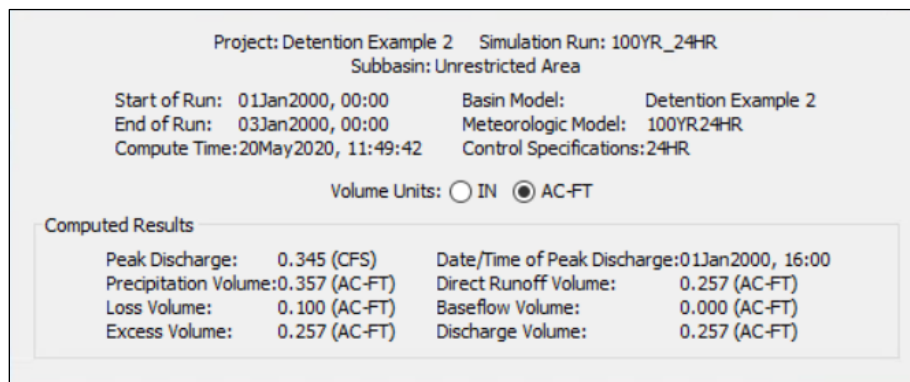 Project: Detention Example 2 Simulation Run: 100YR_24HR
Subbasin: Unrestricted Area
Start of Run: 01Jan2000, 00:00 Basin Model: Detention Example 2
End of Run: 03Jan2000, 00:00 Meteorologic Model: 100YR24HR
Compute Time:20May2020, 11:49:42 Control Specifications:24HR
Volume Units: IN AC-FT
Computed Results
Peak Discharge: 0.345 (CFS) Date/Time of Peak Discharge:01Jan2000, 16:00
Precipitation Volume:0.357 (AC-FT) Direct Runoff Volume: 0.257 (AC-FT)
Loss Volume: 0.100 (AC-FT) Baseflow Volume: 0.000 (AC-FT)
Excess Volume: 0.257 (AC-FT) Discharge Volume: 0.257 (AC-FT)